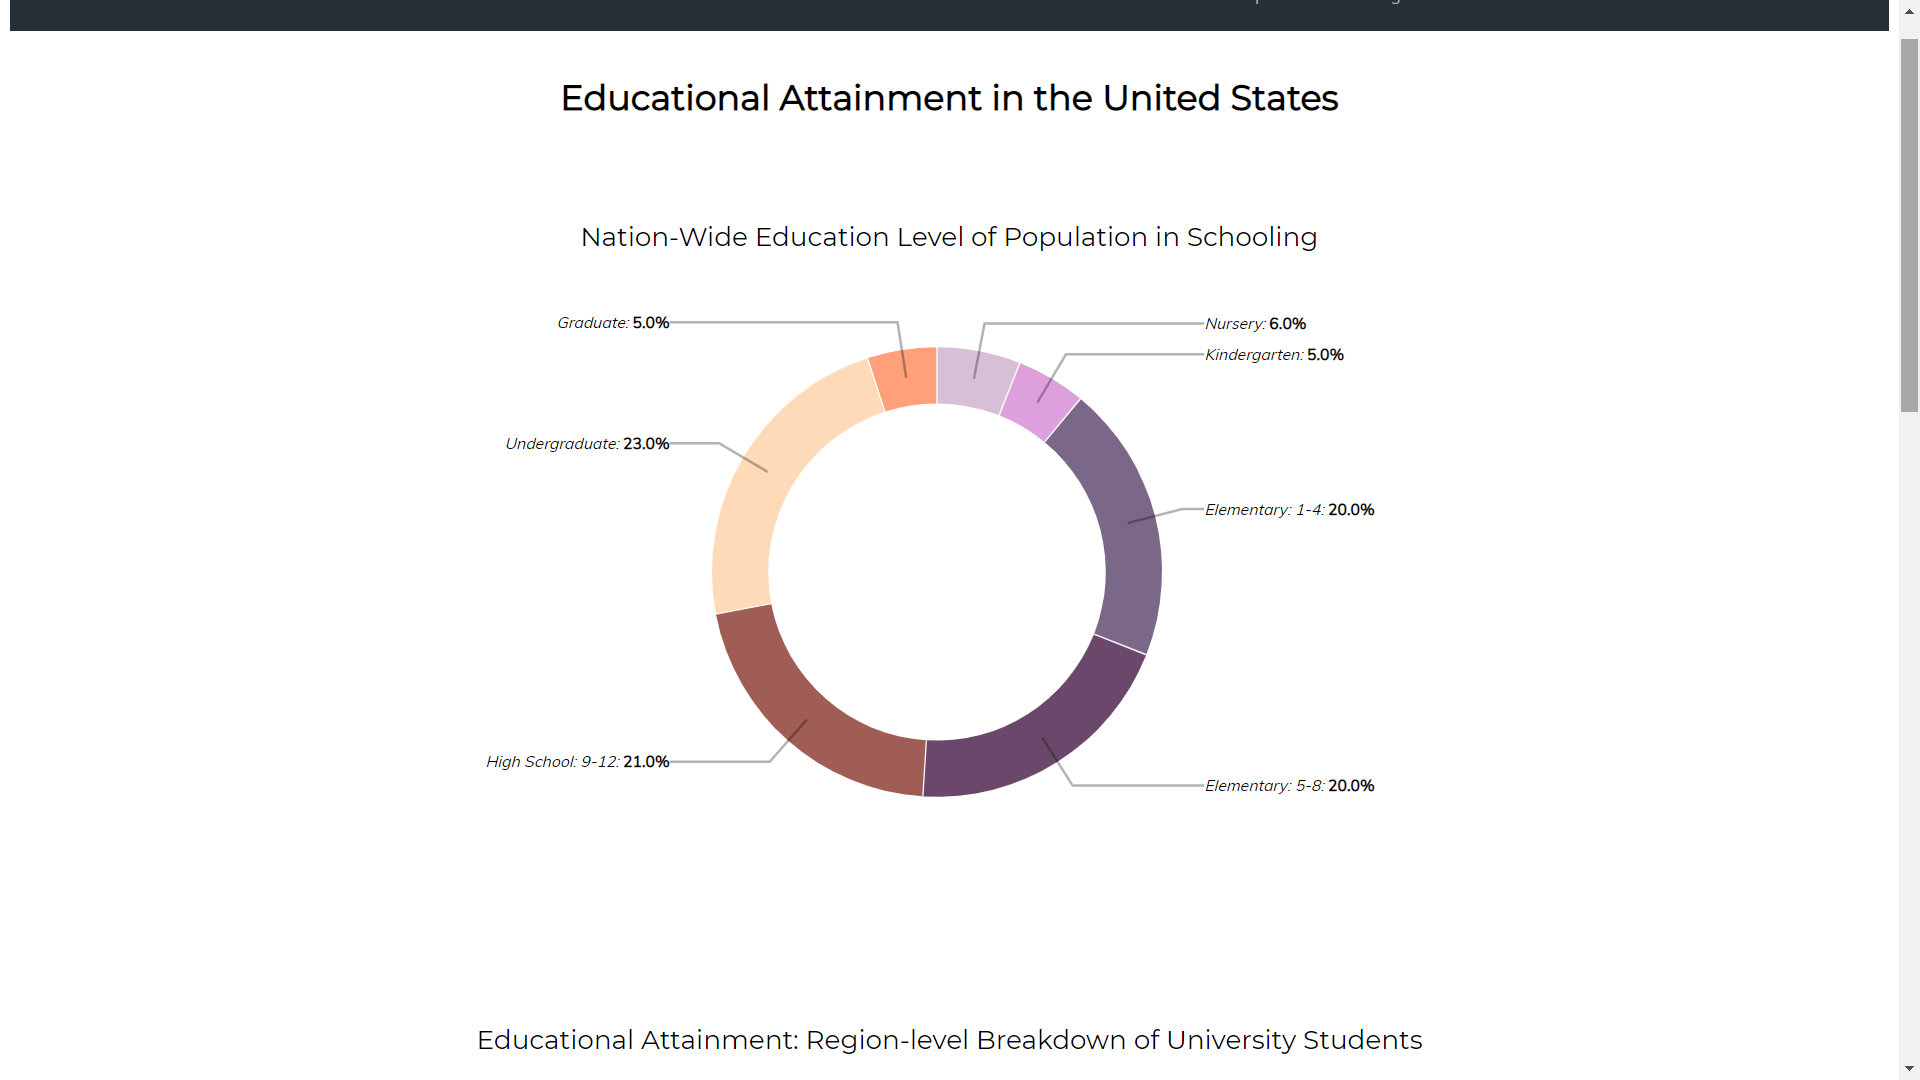 Educational Attainment in the United States
Nation-Wide Education Level of Population in Schooling
Graduate: 5.0%
Nursery: 6.0%
Kindergarten: 5.0%
Undergraduate: 23.0%
Elementary: 1-4: 20.0%
High School: 9-12: 21.0%
Elementary: 5-8: 20.0%
Educational Attainment: Region-level Breakdown of University Students